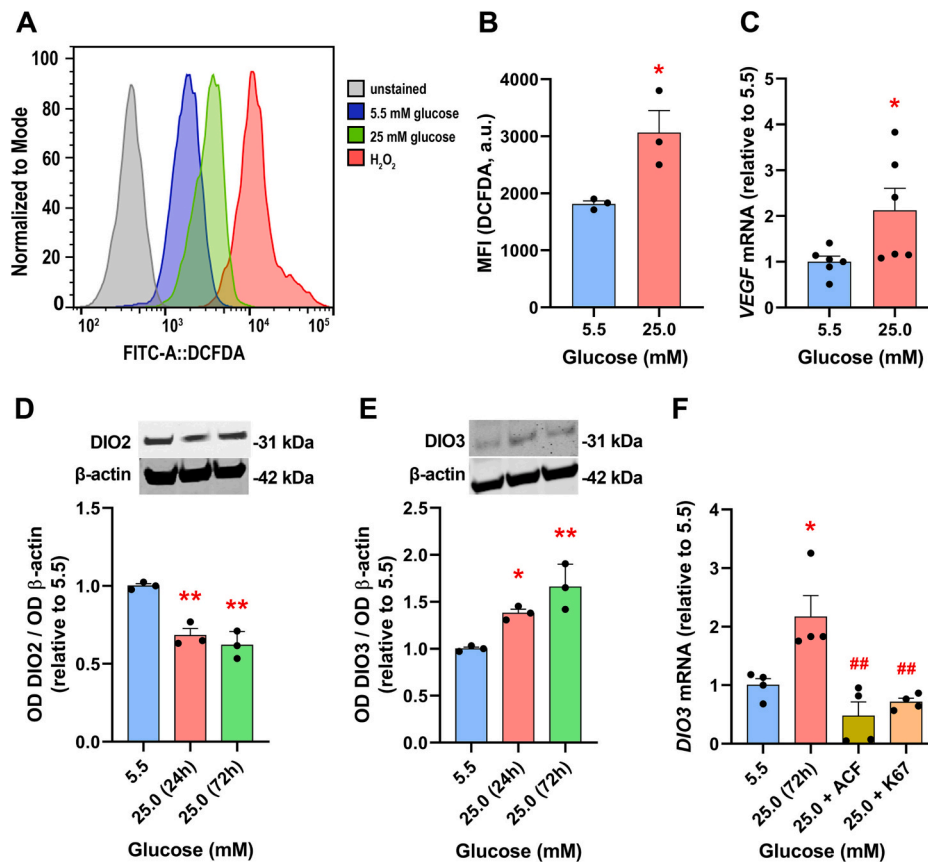 A
Normalized to Mode
100
80
60
40
20
0
10²
10³
10⁴
10⁵
FITC-A::DCFDA
unstained
5.5 mM glucose
25 mM glucose
H₂O₂
B
MFI (DCFDA, a.u.)
4000
3000
2000
1000
0
*
5.5
25.0
Glucose (mM)
C
VEGF mRNA (relative to 5.5)
5
4
3
2
1
0
*
5.5
25.0
Glucose (mM)
D
DIO2
-31 kDa
β-actin
-42 kDa
OD DIO2 / OD β-actin
(relative to 5.5)
1.5
1.0
0.5
0.0
**
**
5.5
25.0 (24h)
25.0 (72h)
Glucose (mM)
E
DIO3
-31 kDa
β-actin
-42 kDa
OD DIO3 / OD β-actin
(relative to 5.5)
2.5
2.0
1.5
1.0
0.5
0.0
*
**
5.5
25.0 (24h)
25.0 (72h)
Glucose (mM)
F
DIO3 mRNA (relative to 5.5)
4
3
2
1
0
*
##
##
5.5
25.0 (72h)
25.0 + ACF
25.0 + K67
Glucose (mM)